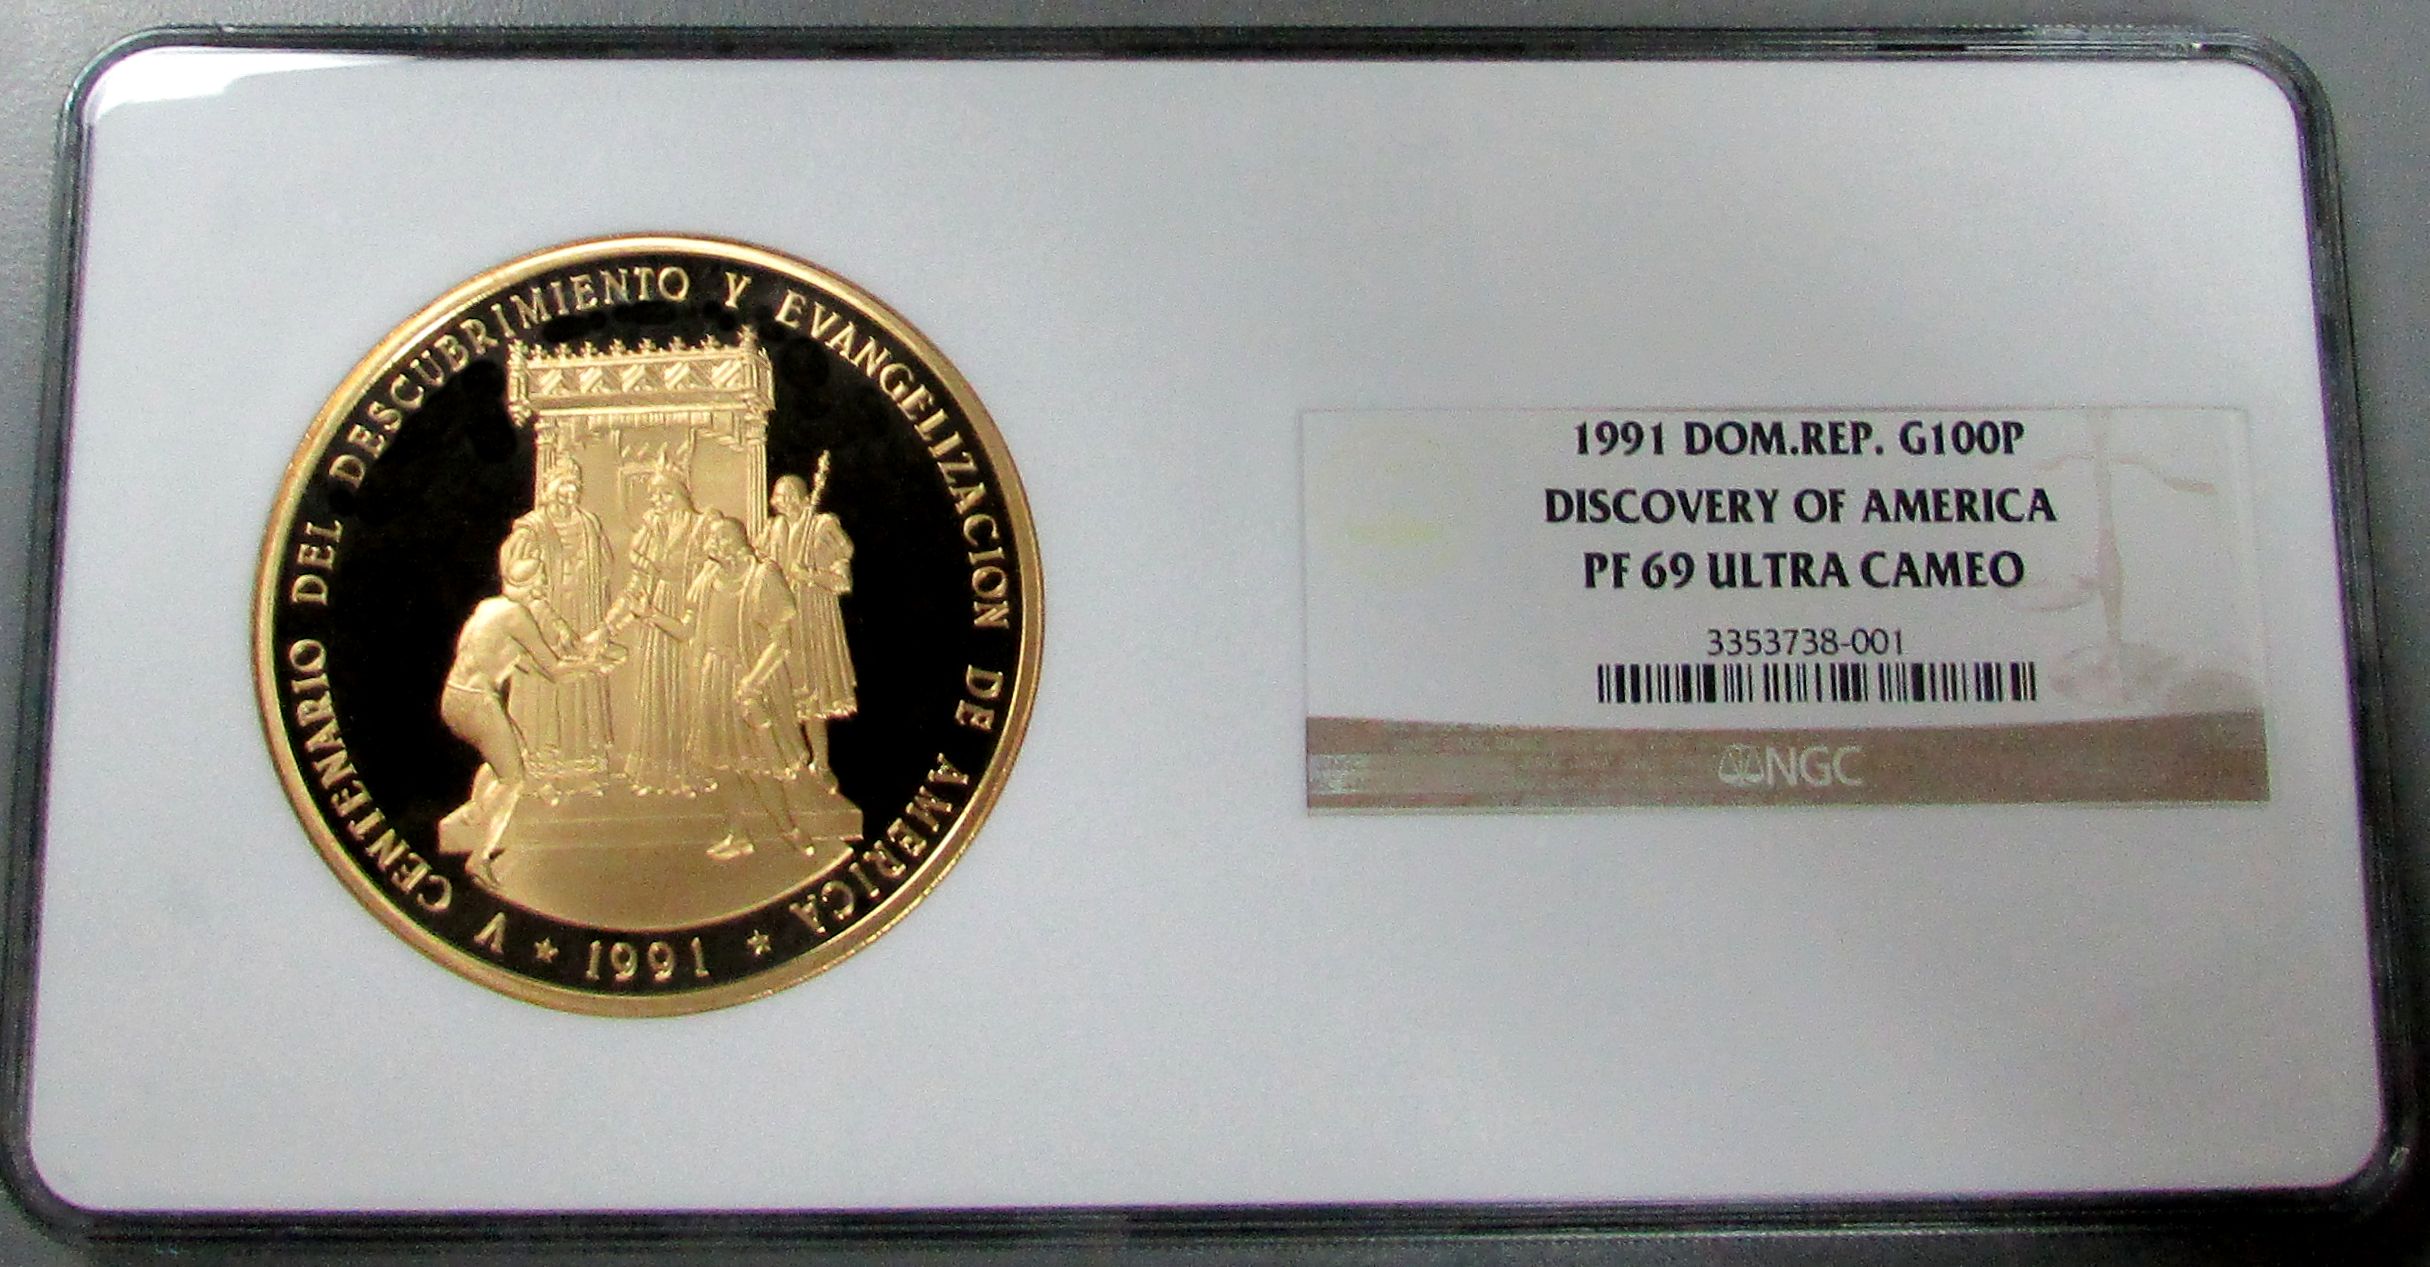 V CENTENARIO DEL DESCUBRIMIENTO Y EVANGELIZACION DE AMERICA
★ 1991 ★
1991 DOM.REP. G100P
DISCOVERY OF AMERICA
PF 69 ULTRA CAMEO
3353738-001
NGC